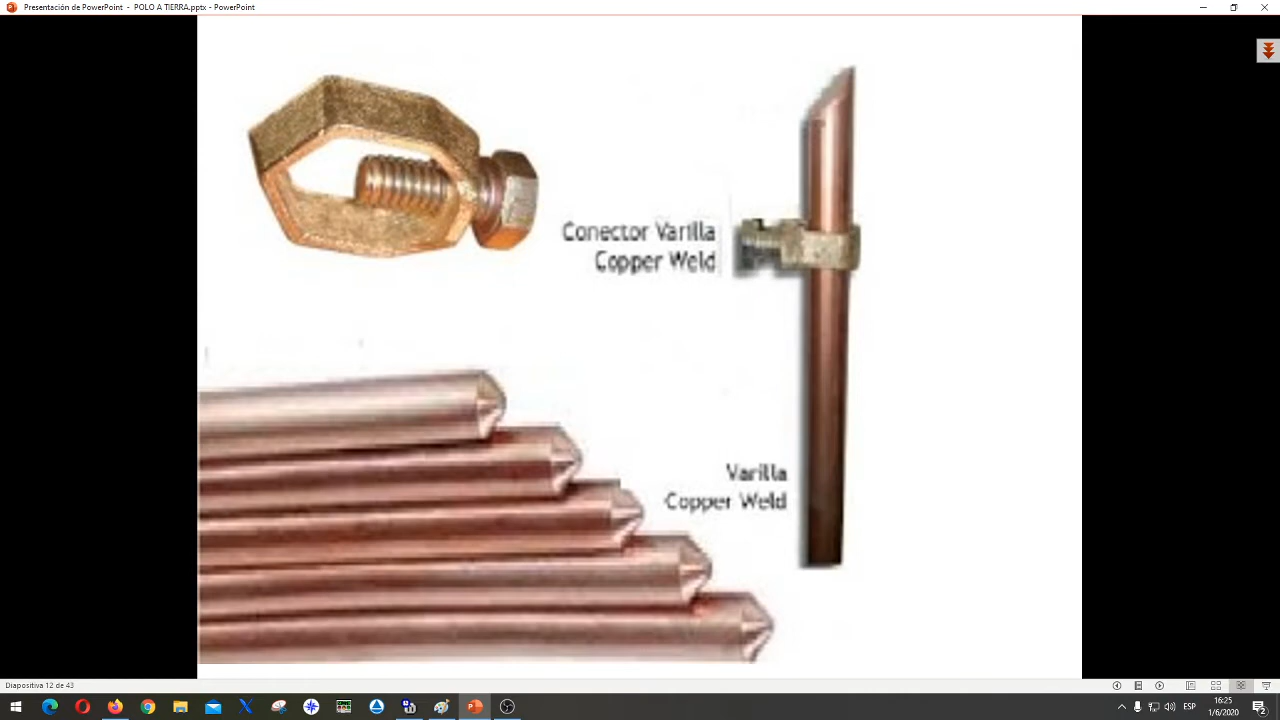 Presentación de PowerPoint - POLO A TIERRA.pptx - PowerPoint
Conector Varilla
Copper Weld
Varilla
Copper Weld
Diapositiva 12 de 43
ESP
16:25
1/6/2020
2